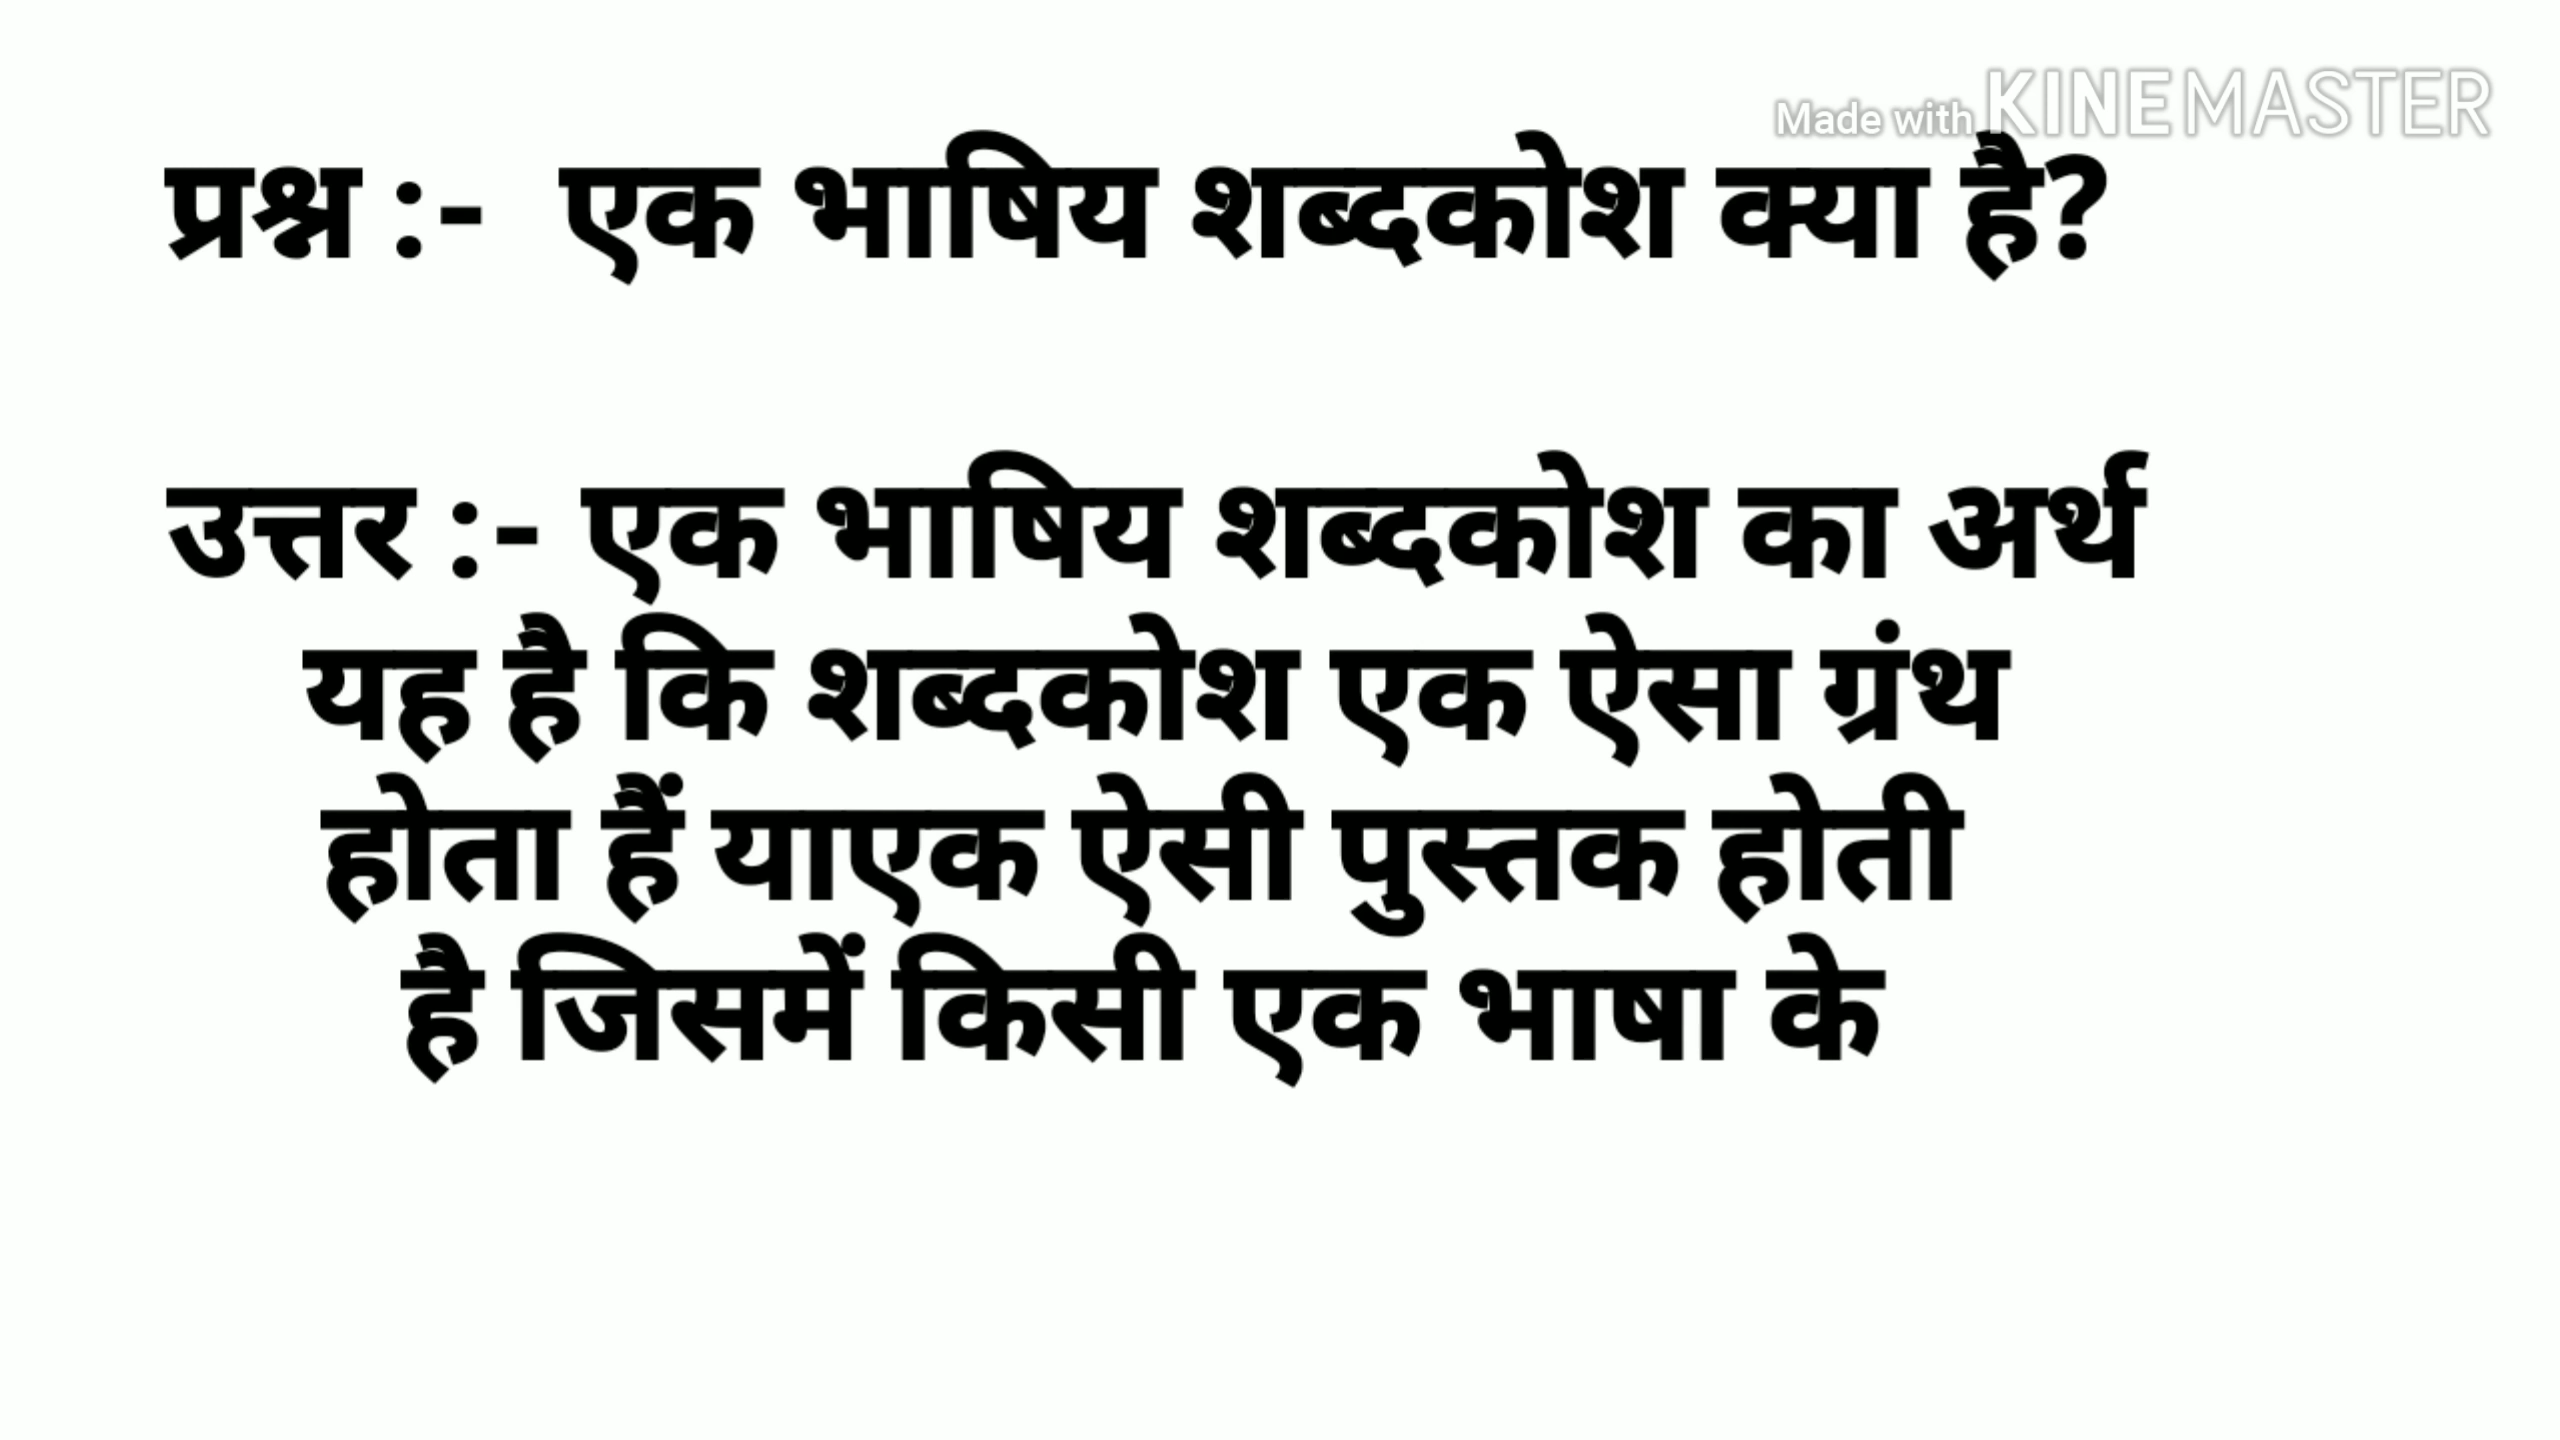 Made with KINEMASTER
प्रश्न :- एक भाषिय शब्दकोश क्या है?
उत्तर :- एक भाषिय शब्दकोश का अर्थ
यह है कि शब्दकोश एक ऐसा ग्रंथ
होता हैं याएक ऐसी पुस्तक होती
है जिसमें किसी एक भाषा के